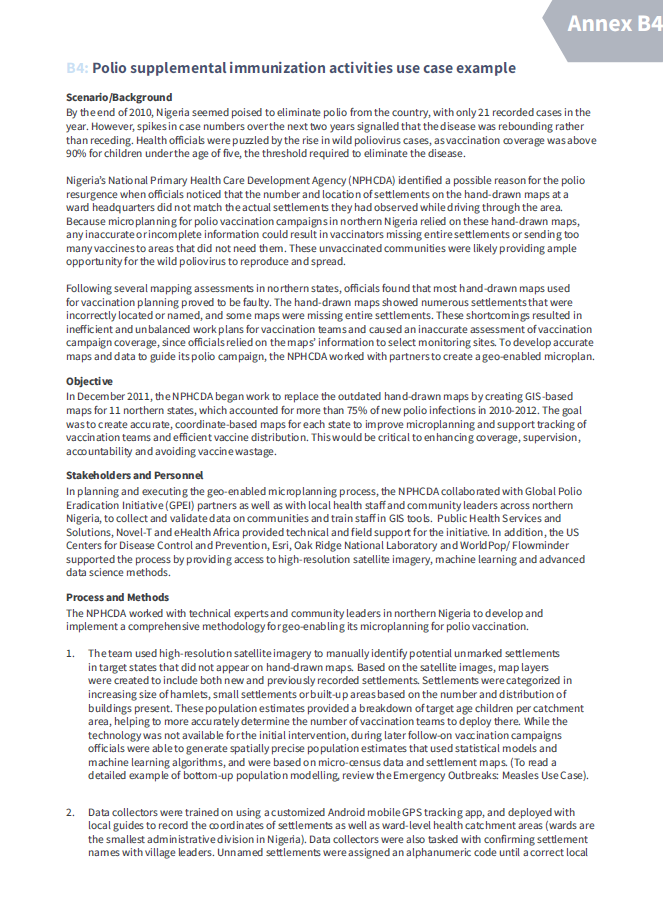 Annex B4
B4: Polio supplemental immunization activities use case example
Scenario/Background
By the end of 2010, Nigeria seemed poised to eliminate polio from the country, with only 21 recorded cases in the
year. However, spikes in case numbers over the next two years signalled that the disease was rebounding rather
than receding. Health officials were puzzled by the rise in wild poliovirus cases, as vaccination coverage was above
90% for children under the age of five, the threshold required to eliminate the disease.
Nigeria's National Primary Health Care Development Agency (NPHCDA) identified a possible reason for the polio
resurgence when officials noticed that the number and location of settlements on the hand-drawn maps at a
ward headquarters did not match the actual settlements they had observed while driving through the area.
Because microplanning for polio vaccination campaigns in northern Nigeria relied on these hand-drawn maps,
any inaccurate or incomplete information could result in vaccinators missing entire settlements or sending too
many vaccines to areas that did not need them. These unvaccinated communities were likely providing ample
opportunity for the wild poliovirus to reproduce and spread.
Following several mapping assessments in northern states, officials found that most hand-drawn maps used
for vaccination planning proved to be faulty. The hand-drawn maps showed numerous settlements that were
incorrectly located or named, and some maps were missing entire settlements. These shortcomings resulted in
inefficient and unbalanced work plans for vaccination teams and caused an inaccurate assessment of vaccination
campaign coverage, since officials relied on the maps' information to select monitoring sites. To develop accurate
maps and data to guide its polio campaign, the NPHCDA worked with partners to create a geo-enabled microplan.
Objective
In December 2011, the NPHCDA began work to replace the outdated hand-drawn maps by creating GIS-based
maps for 11 northern states, which accounted for more than 75% of new polio infections in 2010-2012. The goal
was to create accurate, coordinate-based maps for each state to improve microplanning and support tracking of
vaccination teams and efficient vaccine distribution. This would be critical to enhancing coverage, supervision,
accountability and avoiding vaccine wastage.
Stakeholders and Personnel
In planning and executing the geo-enabled microplanning process, the NPHCDA collaborated with Global Polio
Eradication Initiative (GPEI) partners as well as with local health staff and community leaders across northern
Nigeria, to collect and validate data on communities and train staff in GIS tools. Public Health Services and
Solutions, Novel-T and eHealth Africa provided technical and field support for the initiative. In addition, the US
Centers for Disease Control and Prevention, Esri, Oak Ridge National Laboratory and WorldPop/ Flowminder
supported the process by providing access to high-resolution satellite imagery, machine learning and advanced
data science methods.
Process and Methods
The NPHCDA worked with technical experts and community leaders in northern Nigeria to develop and
implement a comprehensive methodology for geo-enabling its microplanning for polio vaccination.
1. The team used high-resolution satellite imagery to manually identify potential unmarked settlements
in target states that did not appear on hand-drawn maps. Based on the satellite images, map layers
were created to include both new and previously recorded settlements. Settlements were categorized in
increasing size of hamlets, small settlements or built-up areas based on the number and distribution of
buildings present. These population estimates provided a breakdown of target age children per catchment
area, helping to more accurately determine the number of vaccination teams to deploy there. While the
technology was not available for the initial intervention, during later follow-on vaccination campaigns
officials were able to generate spatially precise population estimates that used statistical models and
machine learning algorithms, and were based on micro-census data and settlement maps. (To read a
detailed example of bottom-up population modelling, review the Emergency Outbreaks: Measles Use Case).
2. Data collectors were trained on using a customized Android mobile GPS tracking app, and deployed with
local guides to record the coordinates of settlements as well as ward-level health catchment areas (wards are
the smallest administrative division in Nigeria). Data collectors were also tasked with confirming settlement
names with village leaders. Unnamed settlements were assigned an alphanumeric code until a correct local